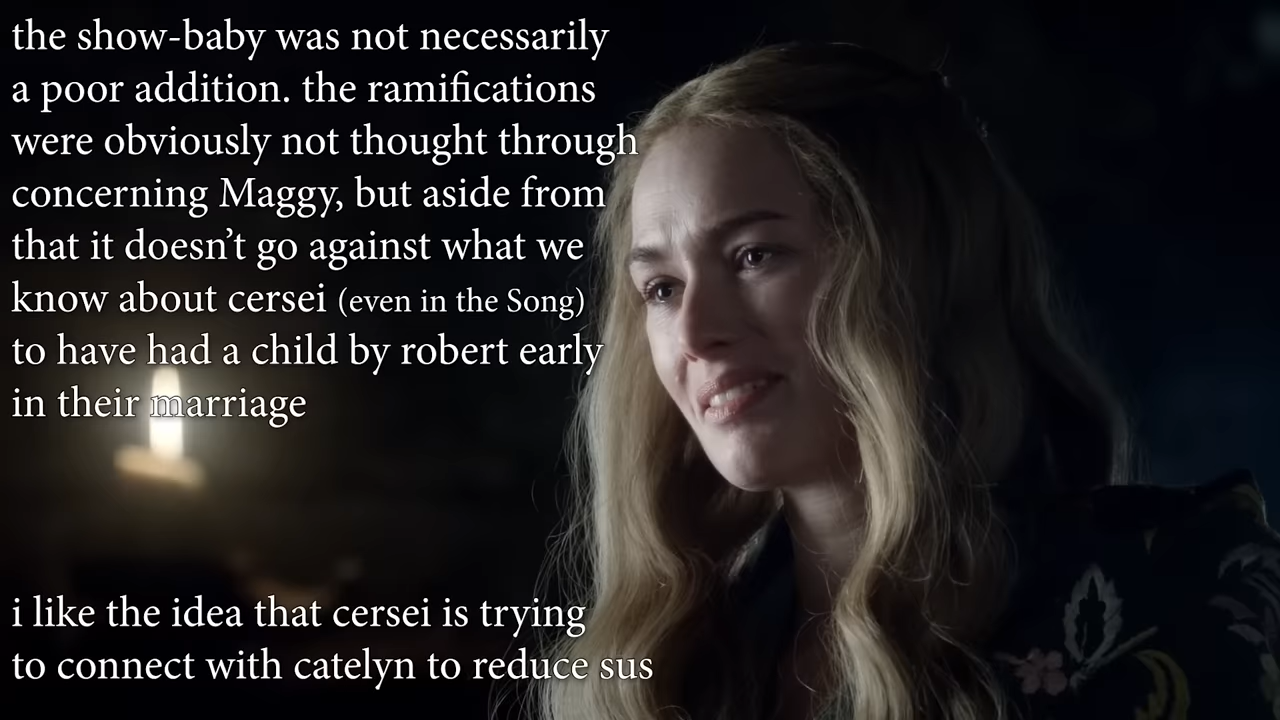 the show-baby was not necessarily
a poor addition. the ramifications
were obviously not thought through
concerning Maggy, but aside from
that it doesn’t go against what we
know about cersei (even in the Song)
to have had a child by robert early
in their marriage
i like the idea that cersei is trying
to connect with catelyn to reduce sus